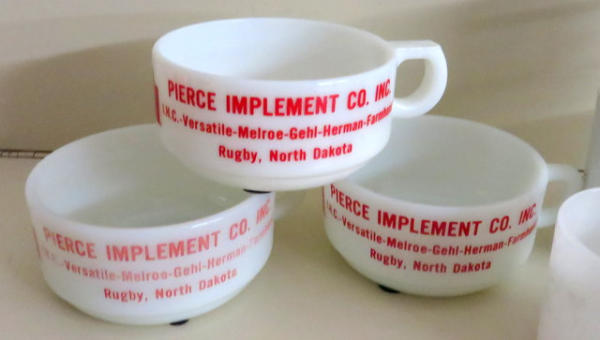 PIERCE IMPLEMENT CO. INC.
I.H.C.-Versatile-Melroe-Gehl-Herman-Farmhand
Rugby, North Dakota
PIERCE IMPLEMENT CO. INC.
I.H.C.-Versatile-Melroe-Gehl-Herman-
Rugby, North Dakota
PIERCE IMPLEMENT CO. INC.
I.H.C.-Versatile-Melroe-Gehl-Herman-Farmhand
Rugby, North Dakota